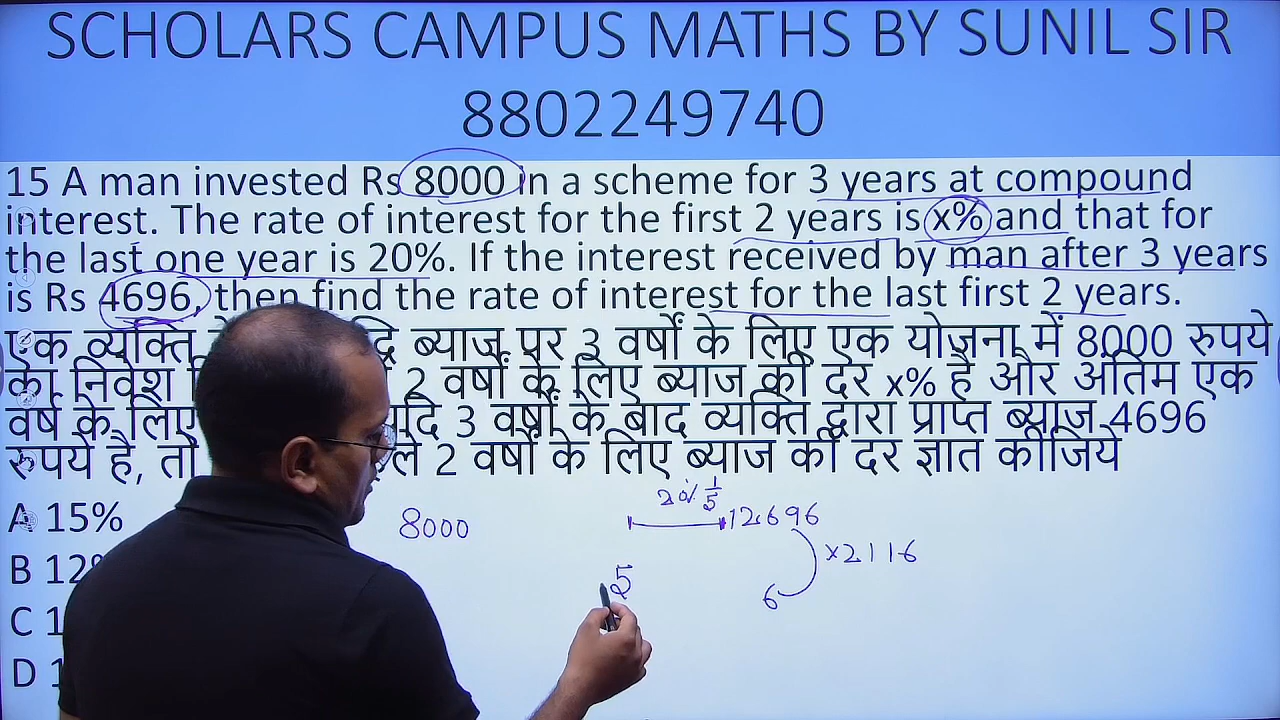 SCHOLARS CAMPUS MATHS BY SUNIL SIR
8802249740
15 A man invested Rs 8000 in a scheme for 3 years at compound
interest. The rate of interest for the first 2 years is x% and that for
the last one year is 20%. If the interest received by man after 3 years
is Rs 4696, then find the rate of interest for the last first 2 years.
एक व्यक्ति ब्याज पर 3 वर्षों के लिए एक योजना में 8000 रुपये
का निवेश 2 वर्षों के लिए ब्याज की दर x% है और अंतिम एक
वर्ष के लिए 3 वर्षों के बाद व्यक्ति द्वारा प्राप्त ब्याज 4696
रुपये है, तो 2 वर्षों के लिए ब्याज की दर ज्ञात कीजिये
20% 1/5
A 15%
8000
12696
×2116
B
5
6
C
D